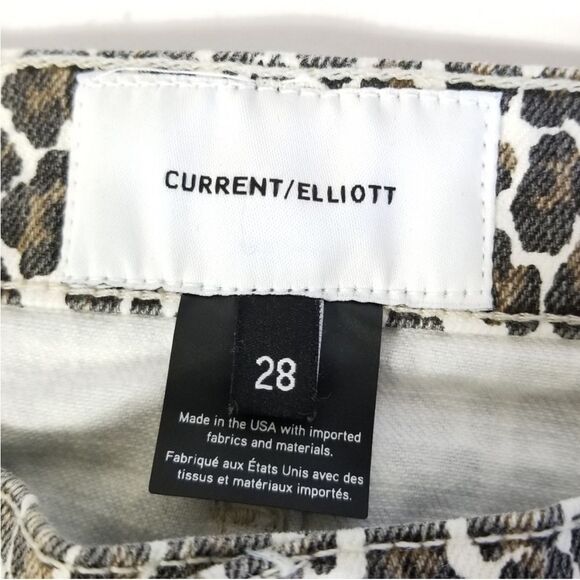 CURRENT/ELLIOTT
28
Made in the USA with imported
fabrics and materials.
Fabriqué aux États Unis avec des
tissus et matériaux importés.